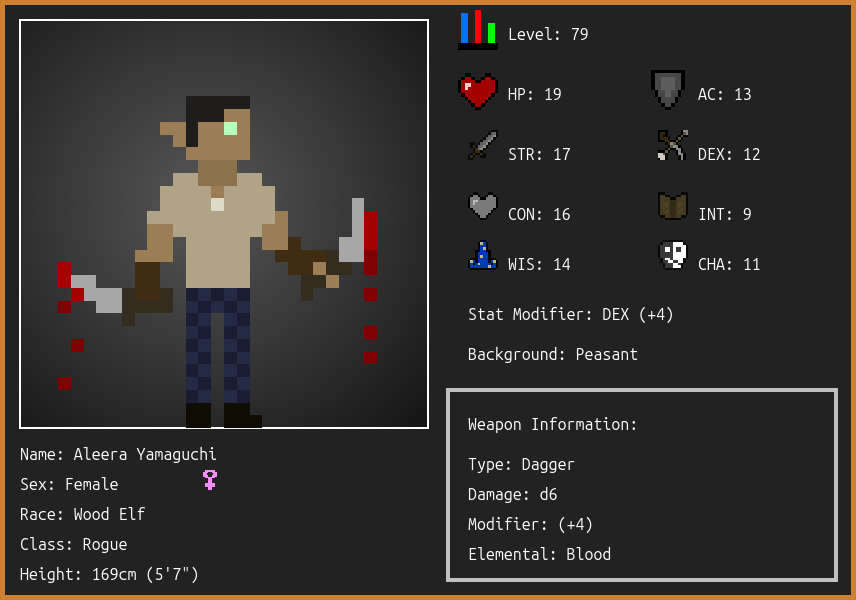 Level: 79
HP: 19
AC: 13
STR: 17
DEX: 12
CON: 16
INT: 9
WIS: 14
CHA: 11
Stat Modifier: DEX (+4)
Background: Peasant
Weapon Information:
Type: Dagger
Damage: d6
Modifier: (+4)
Elemental: Blood
Name: Aleera Yamaguchi
Sex: Female
Race: Wood Elf
Class: Rogue
Height: 169cm (5'7")